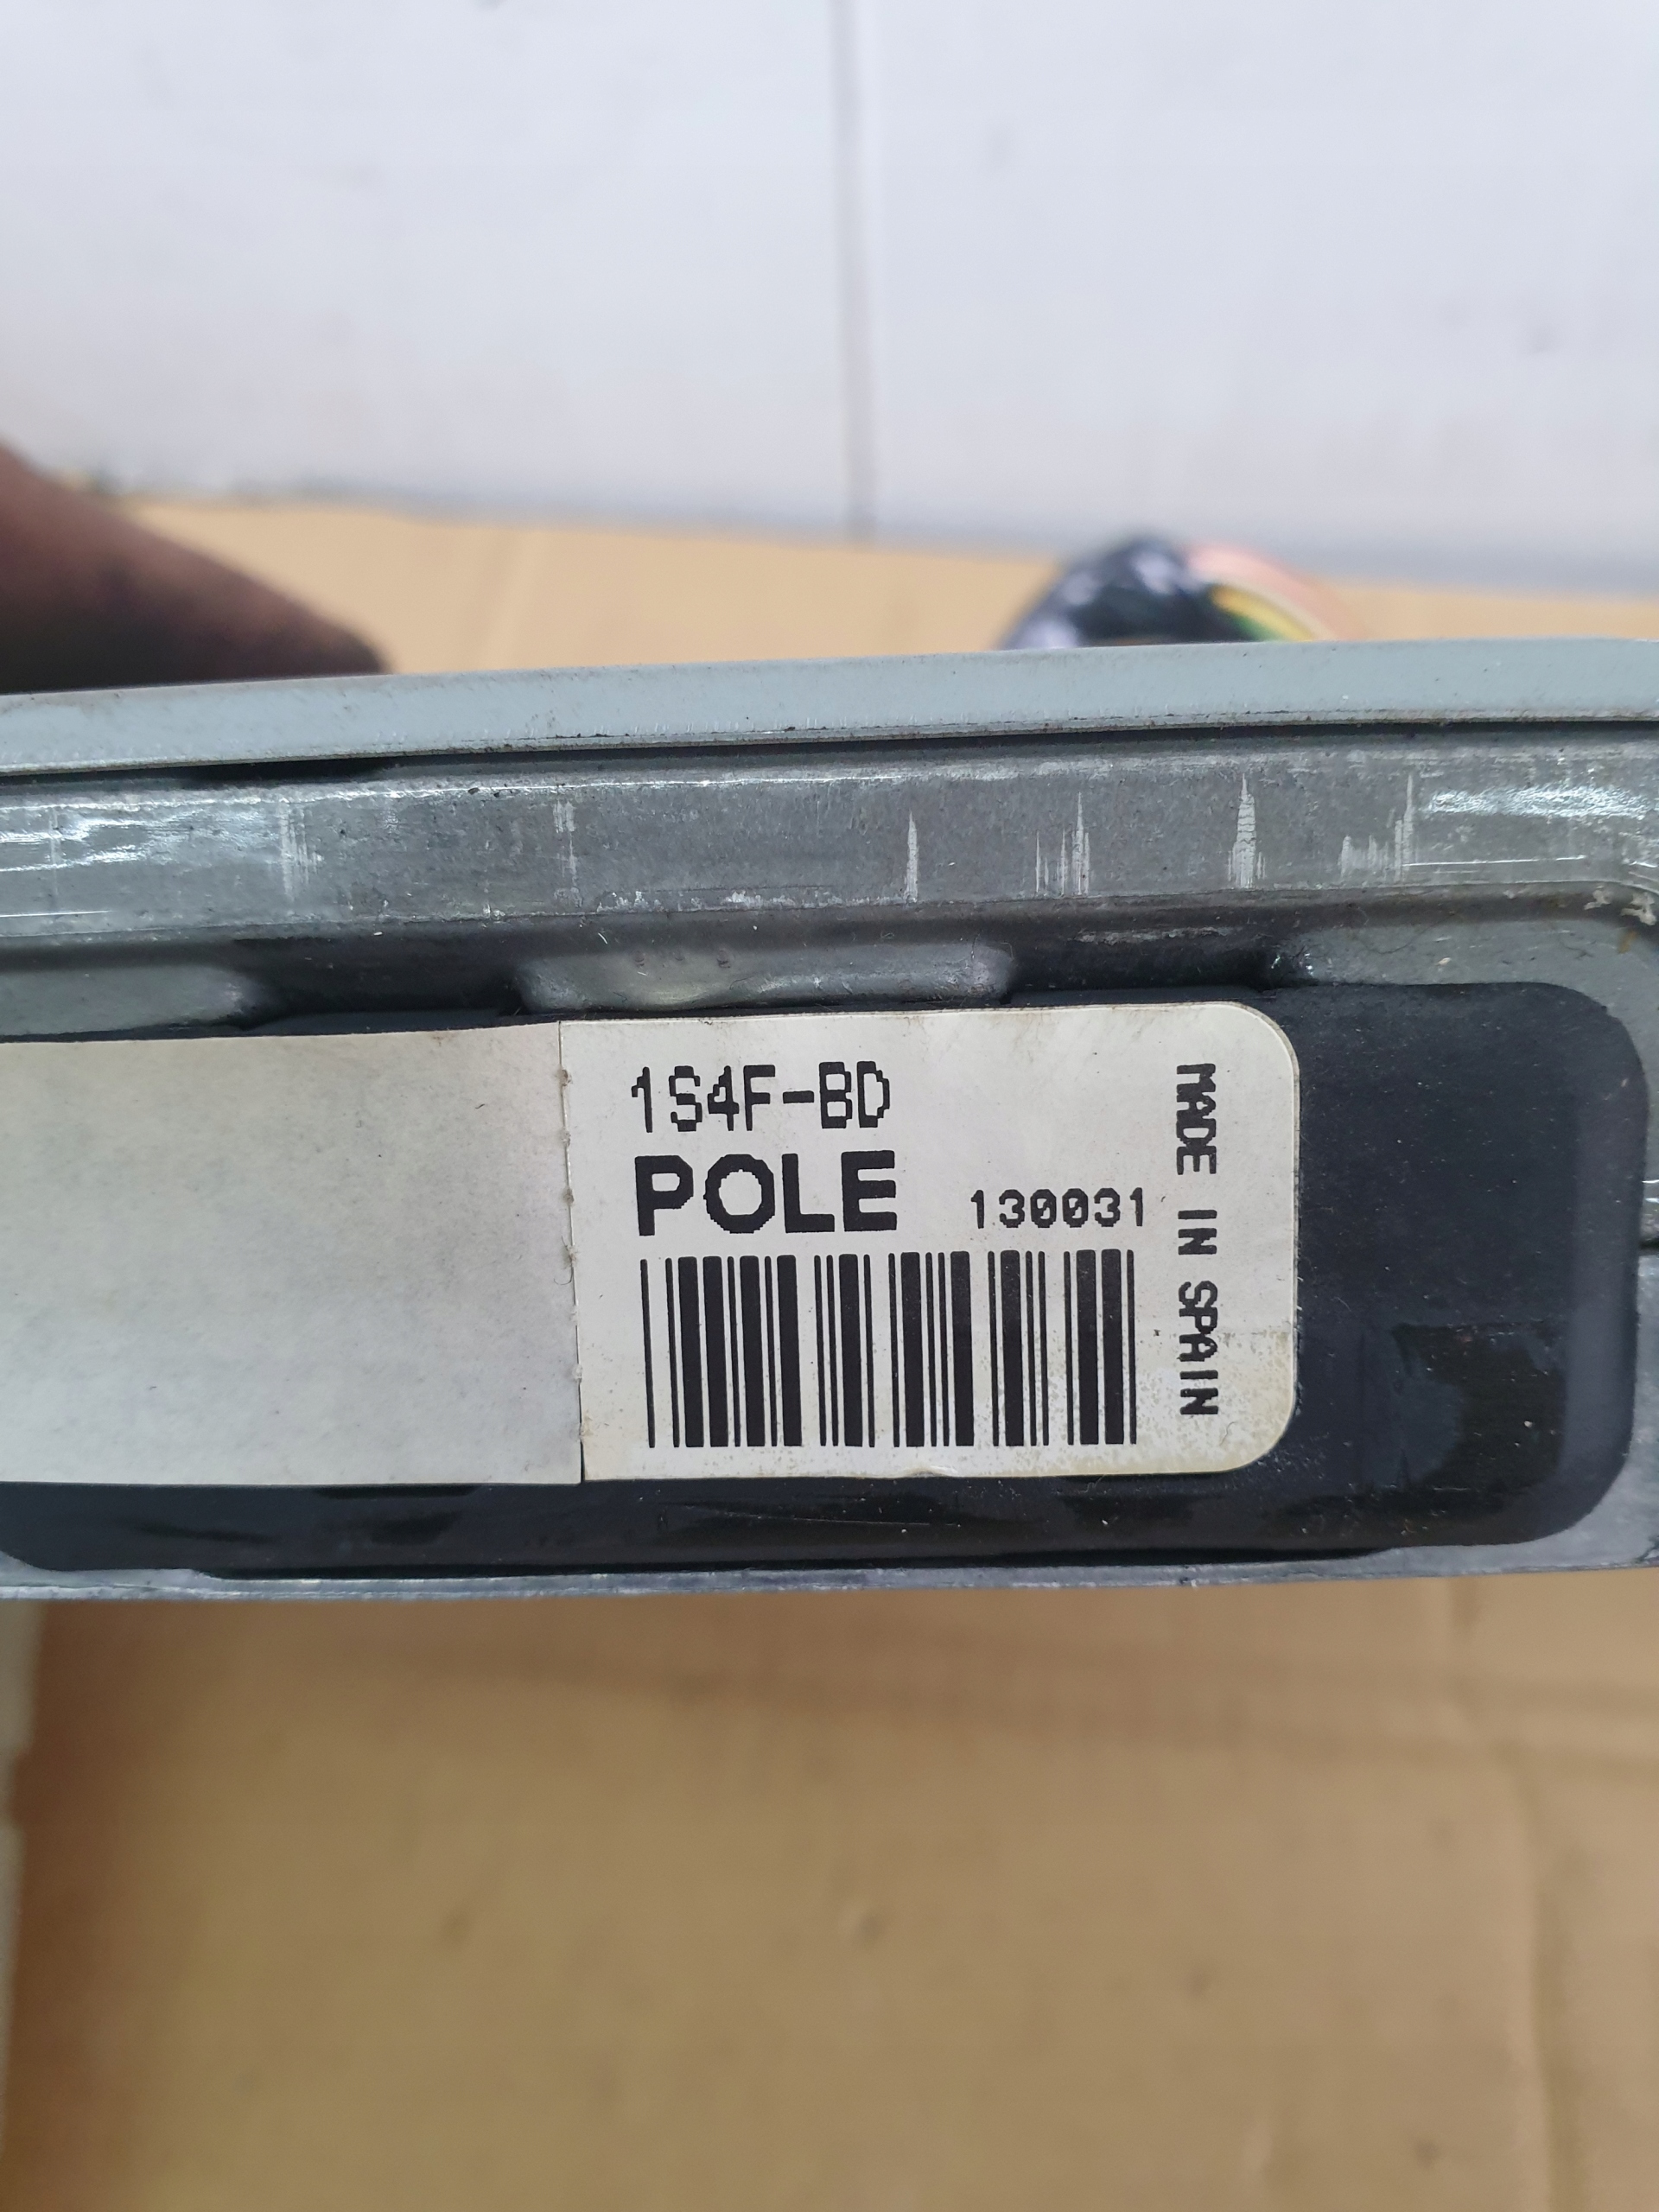 1S4F-BD
POLE 130031
MADE IN SPAIN